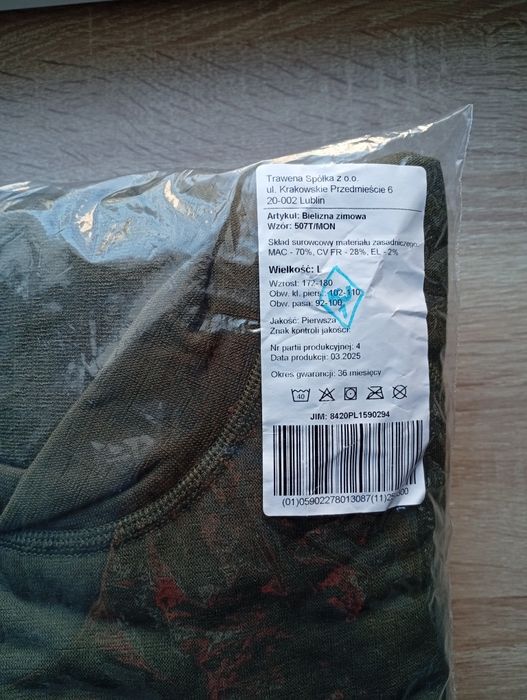 Trawena Spółka z o.o.
ul. Krakowskie Przedmieście 6
20-002 Lublin
Artykuł: Bielizna zimowa
Wzór: 507T/MON
Skład surowcowy materiału zasadniczego:
MAC - 70%, CV FR - 28%, EL - 2%
Wielkość: L
Wzrost: 172-180
Obw. kl. piers.: 102-110
Obw. pasa: 92-100
Jakość: Pierwsza
Znak kontroli jakości:
Nr partii produkcyjnej: 4
Data produkcji: 03.2025
Okres gwarancji: 36 miesięcy
40
JIM: 8420PL1590294